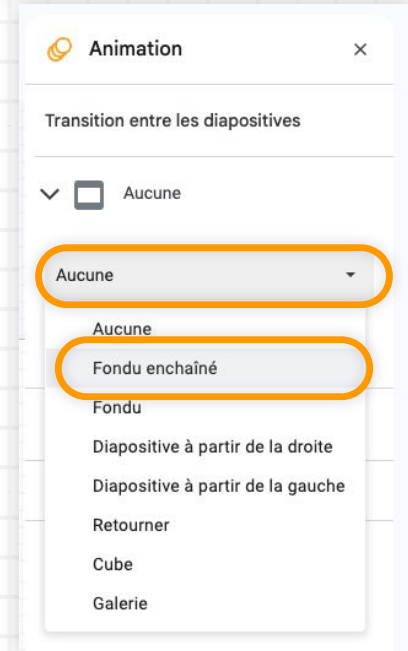 Animation
Transition entre les diapositives
Aucune
Aucune
Aucune
Fondu enchaîné
Fondu
Diapositive à partir de la droite
Diapositive à partir de la gauche
Retourner
Cube
Galerie